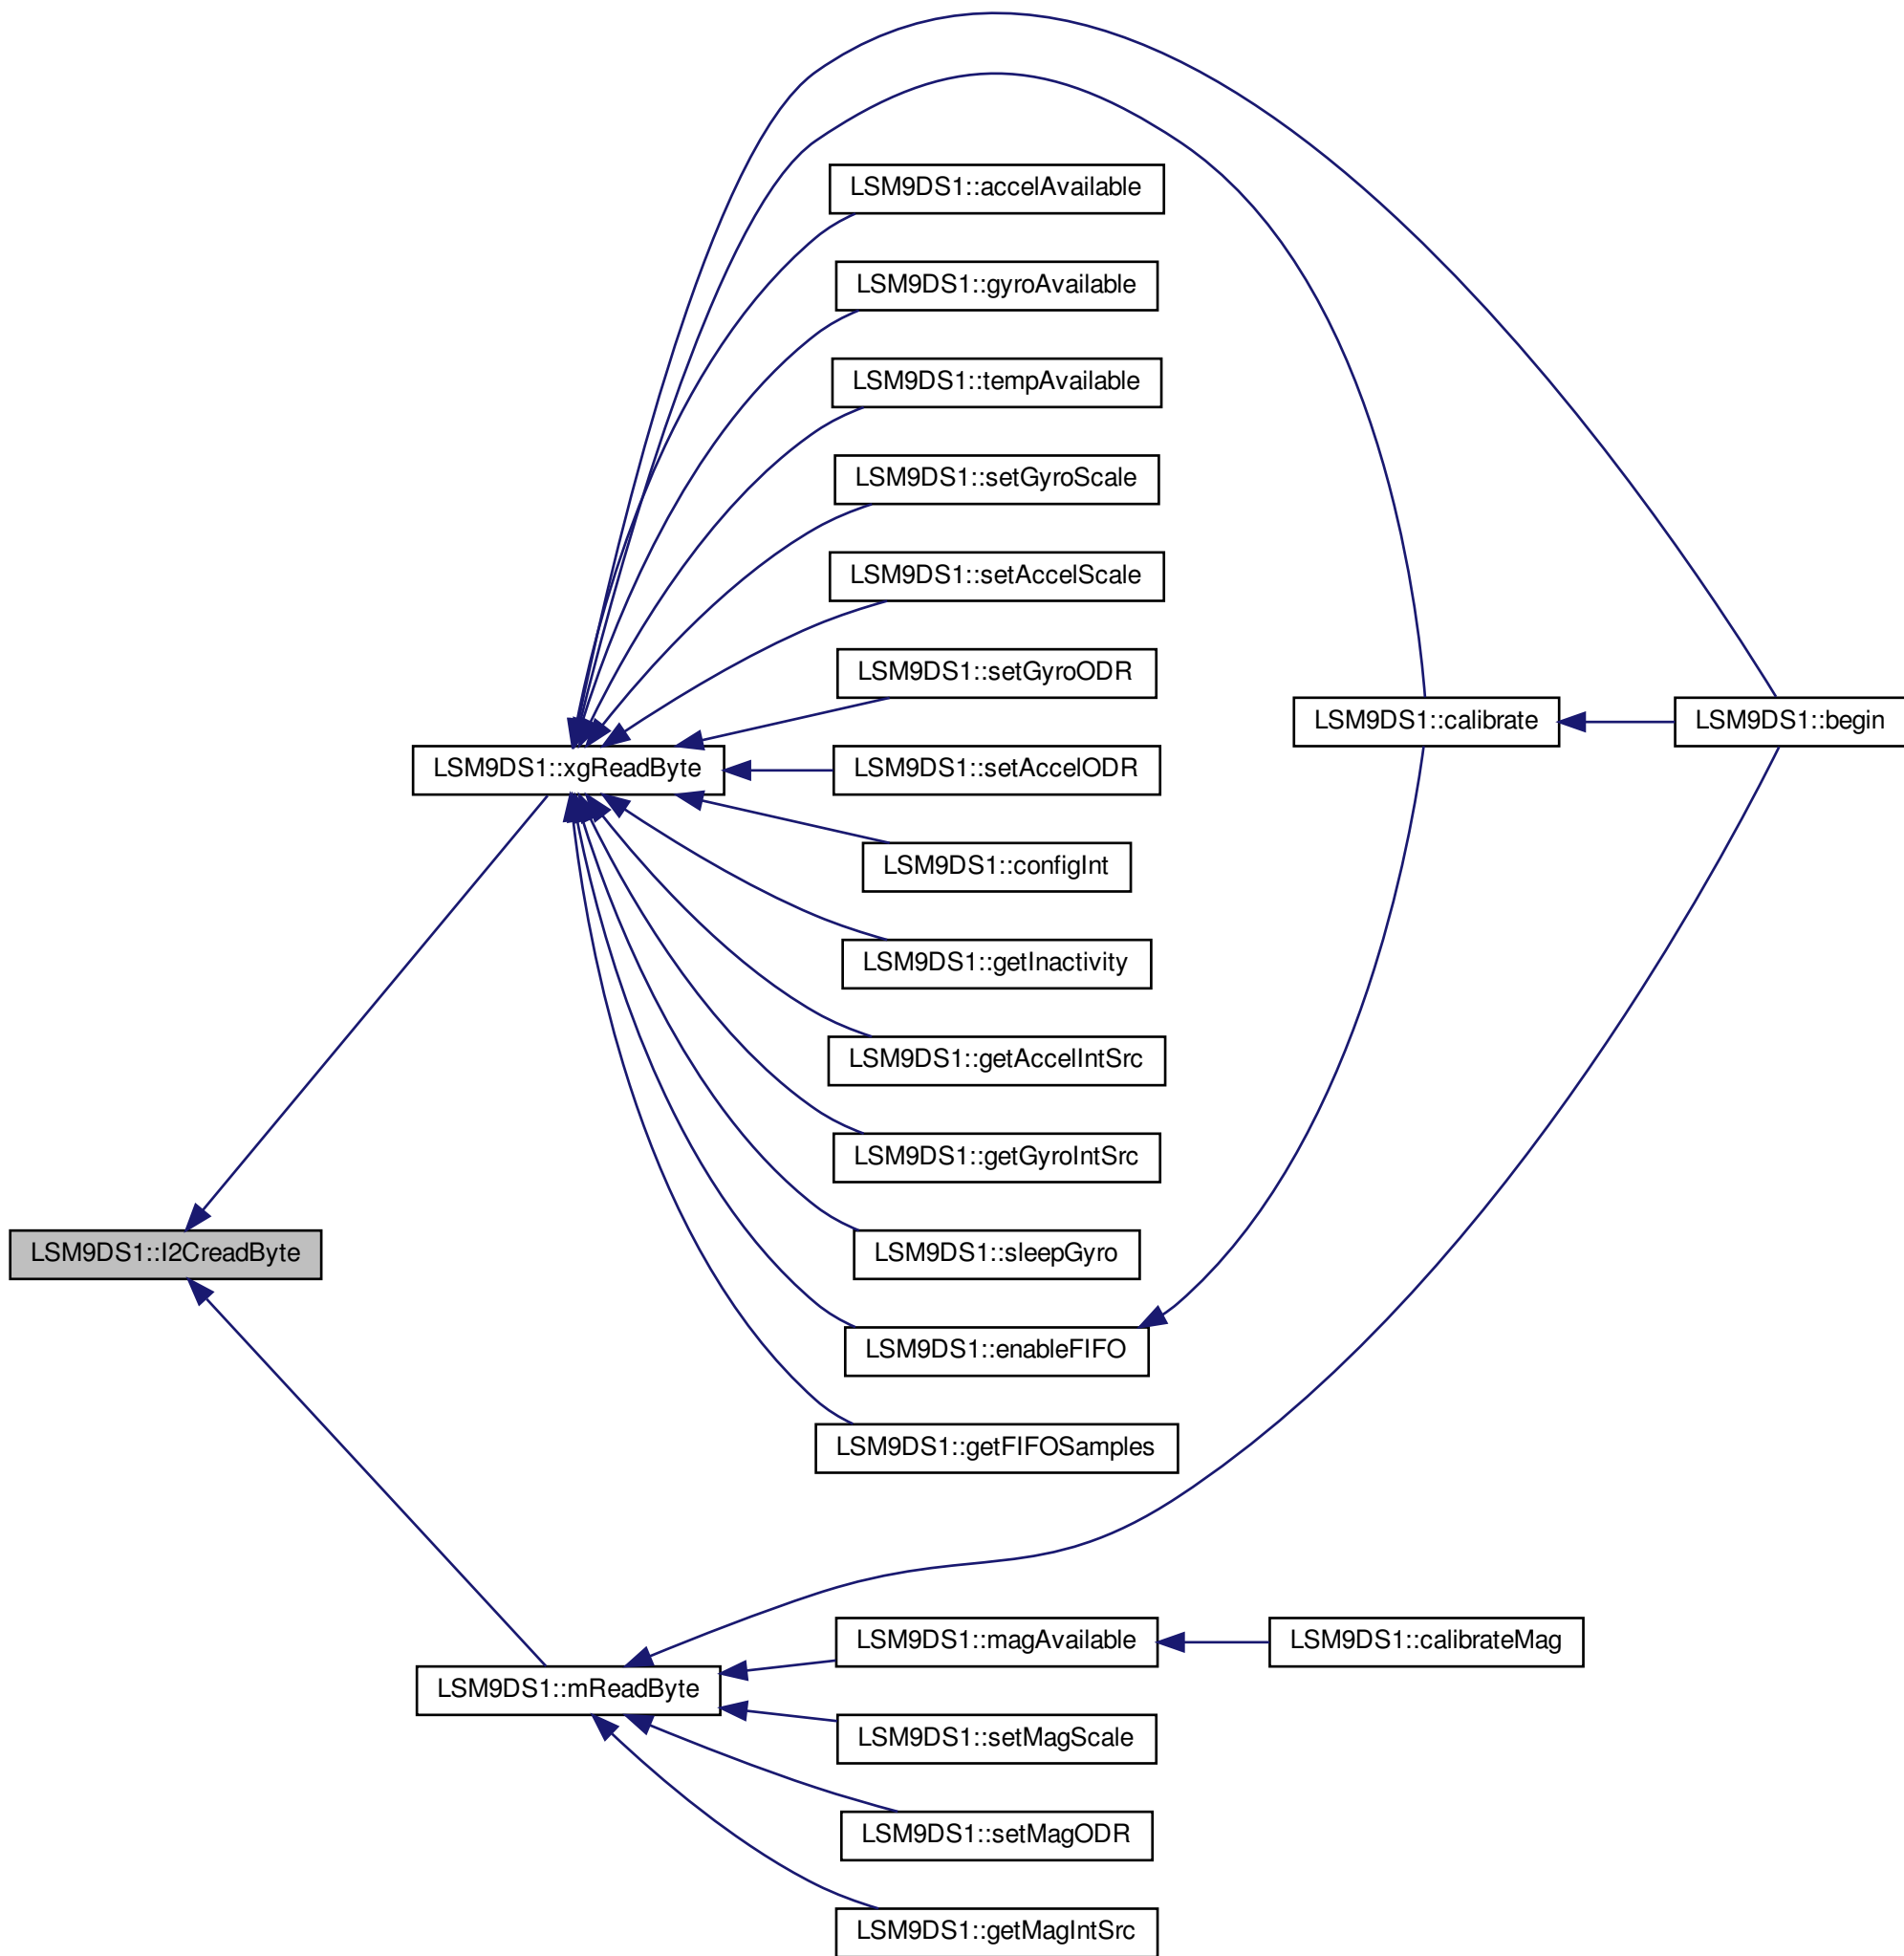 LSM9DS1::accelAvailable
LSM9DS1::gyroAvailable
LSM9DS1::tempAvailable
LSM9DS1::setGyroScale
LSM9DS1::setAccelScale
LSM9DS1::setGyroODR
LSM9DS1::calibrate
LSM9DS1::begin
LSM9DS1::xgReadByte
LSM9DS1::setAccelODR
LSM9DS1::configInt
LSM9DS1::getInactivity
LSM9DS1::getAccelIntSrc
LSM9DS1::getGyroIntSrc
LSM9DS1::I2CreadByte
LSM9DS1::sleepGyro
LSM9DS1::enableFIFO
LSM9DS1::getFIFOSamples
LSM9DS1::magAvailable
LSM9DS1::calibrateMag
LSM9DS1::mReadByte
LSM9DS1::setMagScale
LSM9DS1::setMagODR
LSM9DS1::getMagIntSrc